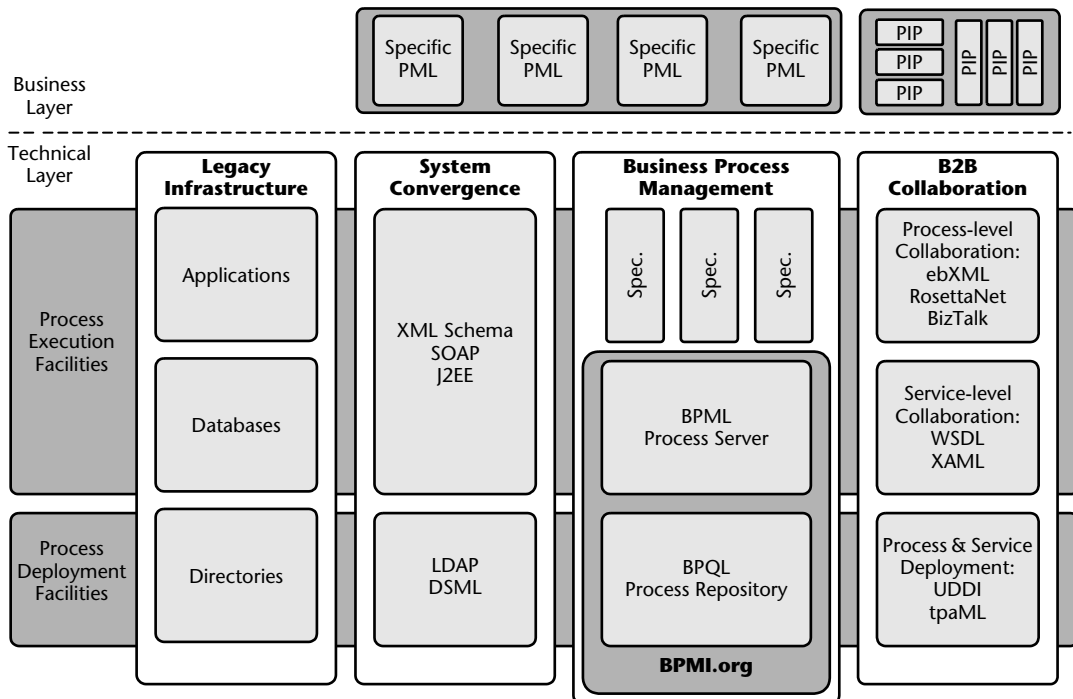 Business
Layer
Specific
PML
Specific
PML
Specific
PML
Specific
PML
PIP
PIP
PIP
PIP
PIP
PIP
Technical
Layer
Legacy
Infrastructure
System
Convergence
Business Process
Management
B2B
Collaboration
Process
Execution
Facilities
Applications
Databases
XML Schema
SOAP
J2EE
Spec.
Spec.
Spec.
BPML
Process Server
Process-level
Collaboration:
ebXML
RosettaNet
BizTalk
Service-level
Collaboration:
WSDL
XAML
Process
Deployment
Facilities
Directories
LDAP
DSML
BPQL
Process Repository
BPMI.org
Process & Service
Deployment:
UDDI
tpaML